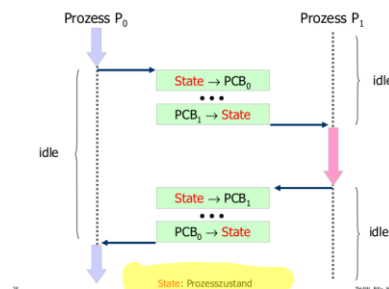 Prozess P₀
Prozess P₁
State → PCB₀
•••
PCB₁ → State
idle
idle
State → PCB₁
•••
PCB₀ → State
idle
State: Prozesszustand